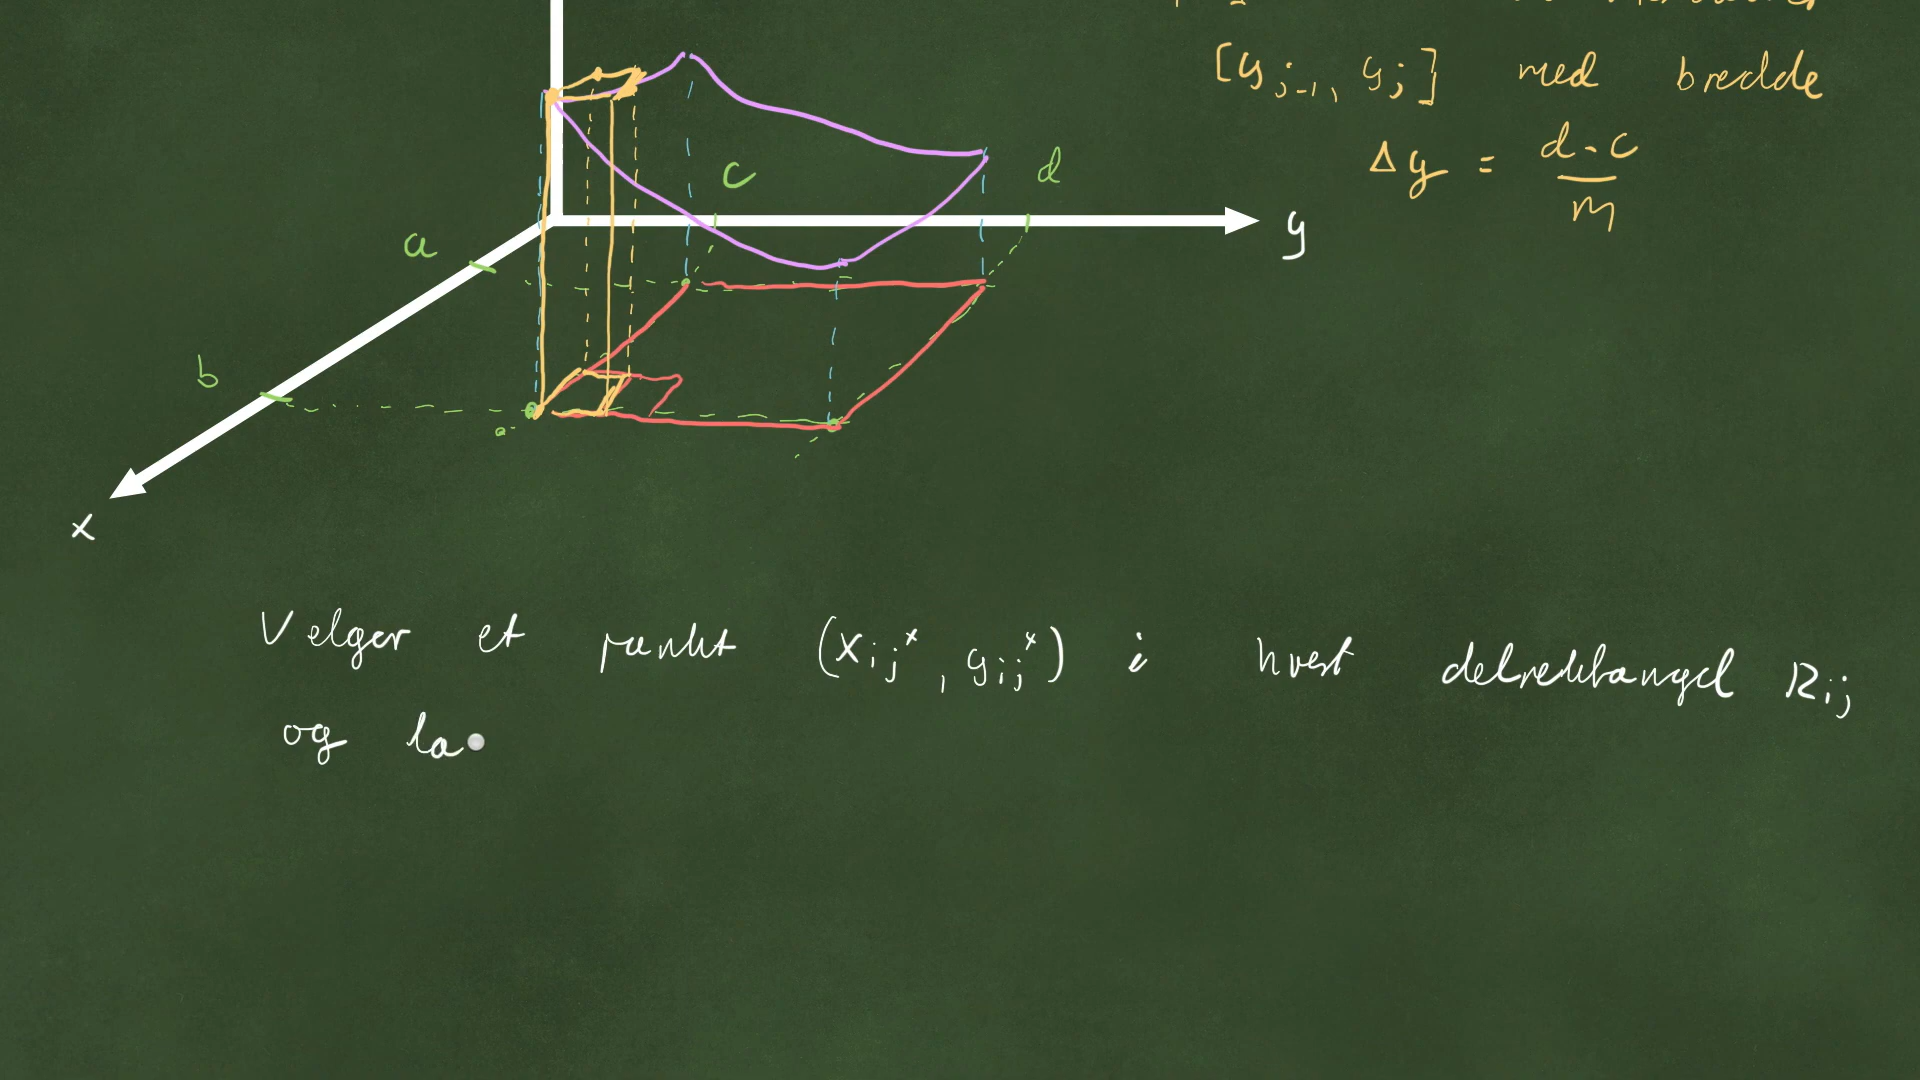 [y_{j-1}, y_j] med bredde
Δy = \frac{d-c}{m}
c
d
a
y
b
x
Velger et punkt (x_{ij}^*, y_{ij}^*) i hvert delrektangel R_{ij}
og la